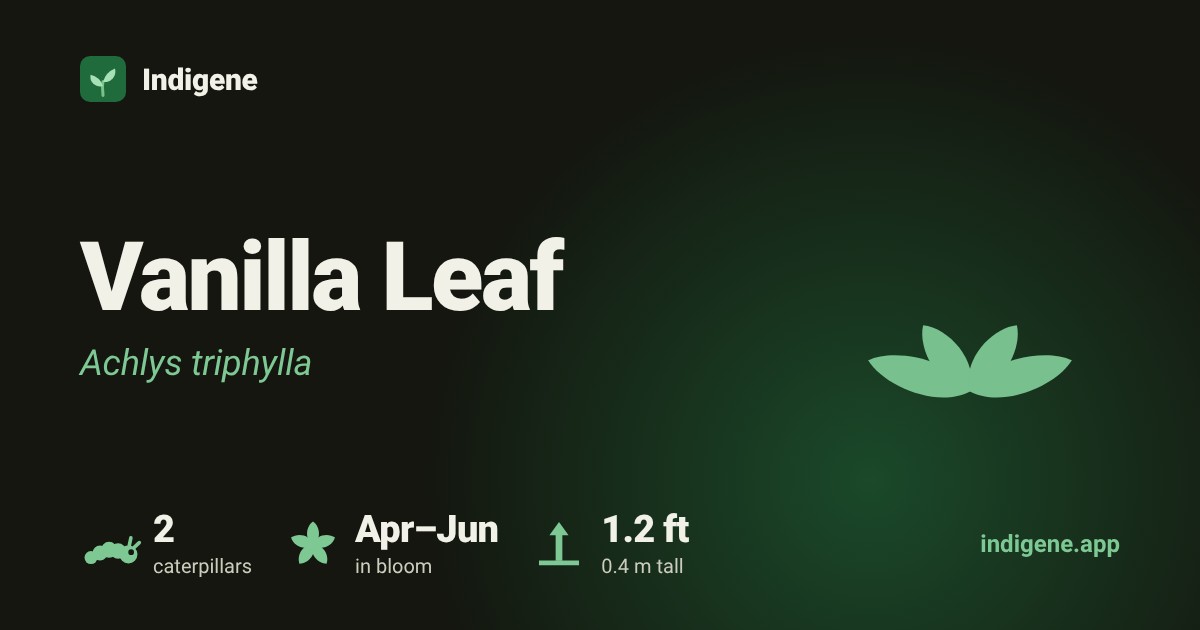 Indigene
Vanilla Leaf
Achlys triphylla
2
caterpillars
Apr–Jun
in bloom
1.2 ft
0.4 m tall
indigene.app